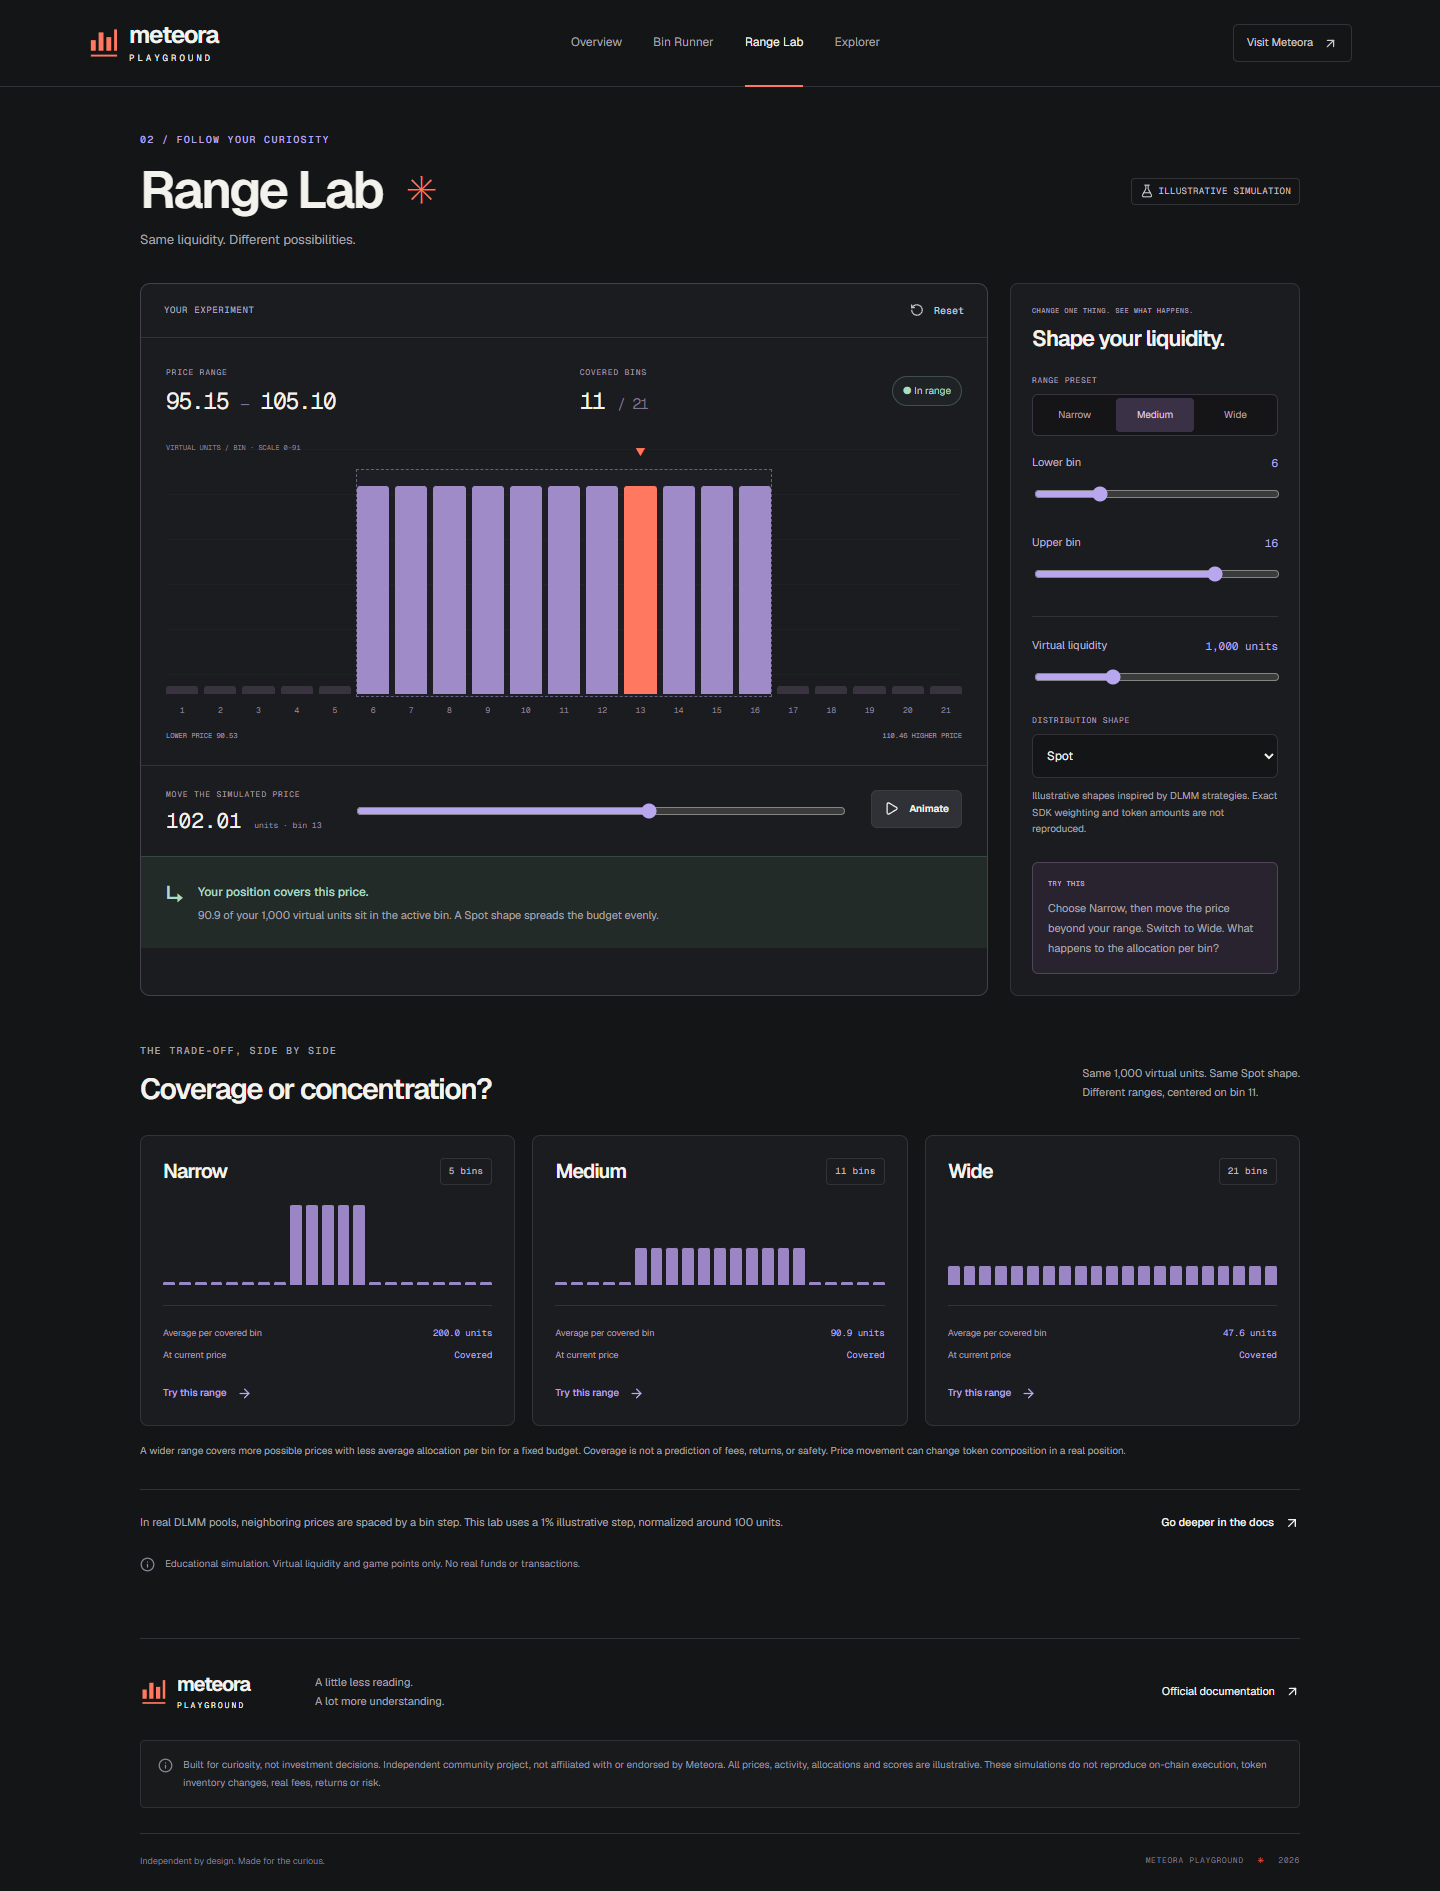 meteora
PLAYGROUND
Overview
Bin Runner
Range Lab
Explorer
Visit Meteora
02 / FOLLOW YOUR CURIOSITY
Range Lab
ILLUSTRATIVE SIMULATION
Same liquidity. Different possibilities.
YOUR EXPERIMENT
Reset
PRICE RANGE
95.15 – 105.10
COVERED BINS
11 / 21
In range
VIRTUAL UNITS / BIN · SCALE 0–91
1 2 3 4 5 6 7 8 9 10 11 12 13 14 15 16 17 18 19 20 21
LOWER PRICE 90.53
110.46 HIGHER PRICE
MOVE THE SIMULATED PRICE
102.01 units · bin 13
Animate
Your position covers this price.
90.9 of your 1,000 virtual units sit in the active bin. A Spot shape spreads the budget evenly.
CHANGE ONE THING. SEE WHAT HAPPENS.
Shape your liquidity.
RANGE PRESET
Narrow
Medium
Wide
Lower bin 6
Upper bin 16
Virtual liquidity 1,000 units
DISTRIBUTION SHAPE
Spot
Illustrative shapes inspired by DLMM strategies. Exact
SDK weighting and token amounts are not
reproduced.
TRY THIS
Choose Narrow, then move the price
beyond your range. Switch to Wide. What
happens to the allocation per bin?
THE TRADE-OFF, SIDE BY SIDE
Coverage or concentration?
Same 1,000 virtual units. Same Spot shape.
Different ranges, centered on bin 11.
Narrow
5 bins
Average per covered bin 200.0 units
At current price Covered
Try this range
Medium
11 bins
Average per covered bin 90.9 units
At current price Covered
Try this range
Wide
21 bins
Average per covered bin 47.6 units
At current price Covered
Try this range
A wider range covers more possible prices with less average allocation per bin for a fixed budget. Coverage is not a prediction of fees, returns, or safety. Price movement can change token composition in a real position.
In real DLMM pools, neighboring prices are spaced by a bin step. This lab uses a 1% illustrative step, normalized around 100 units.
Go deeper in the docs
Educational simulation. Virtual liquidity and game points only. No real funds or transactions.
meteora
PLAYGROUND
A little less reading.
A lot more understanding.
Official documentation
Built for curiosity, not investment decisions. Independent community project, not affiliated with or endorsed by Meteora. All prices, activity, allocations and scores are illustrative. These simulations do not reproduce on-chain execution, token
inventory changes, real fees, returns or risk.
Independent by design. Made for the curious.
METEORA PLAYGROUND 2026